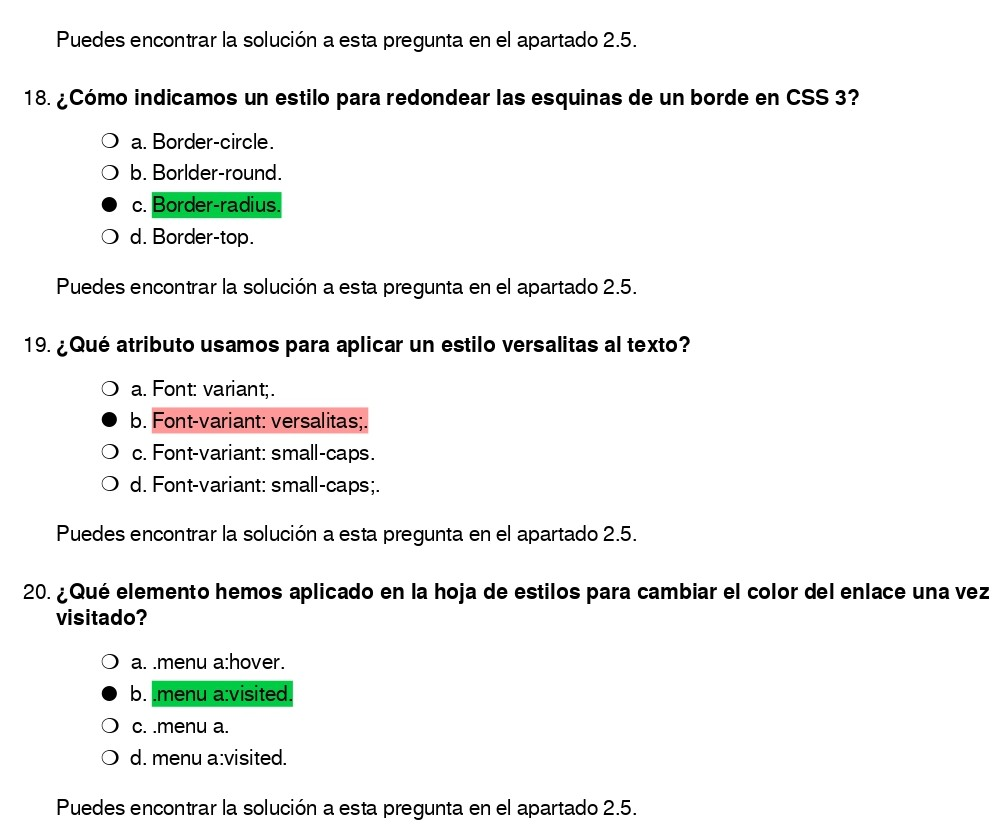 Puedes encontrar la solución a esta pregunta en el apartado 2.5.
18. ¿Cómo indicamos un estilo para redondear las esquinas de un borde en CSS 3?
a. Border-circle.
b. Borlder-round.
c. Border-radius.
d. Border-top.
Puedes encontrar la solución a esta pregunta en el apartado 2.5.
19. ¿Qué atributo usamos para aplicar un estilo versalitas al texto?
a. Font: variant;.
b. Font-variant: versalitas;.
c. Font-variant: small-caps.
d. Font-variant: small-caps;.
Puedes encontrar la solución a esta pregunta en el apartado 2.5.
20. ¿Qué elemento hemos aplicado en la hoja de estilos para cambiar el color del enlace una vez
visitado?
a. .menu a:hover.
b. .menu a:visited.
c. .menu a.
d. menu a:visited.
Puedes encontrar la solución a esta pregunta en el apartado 2.5.